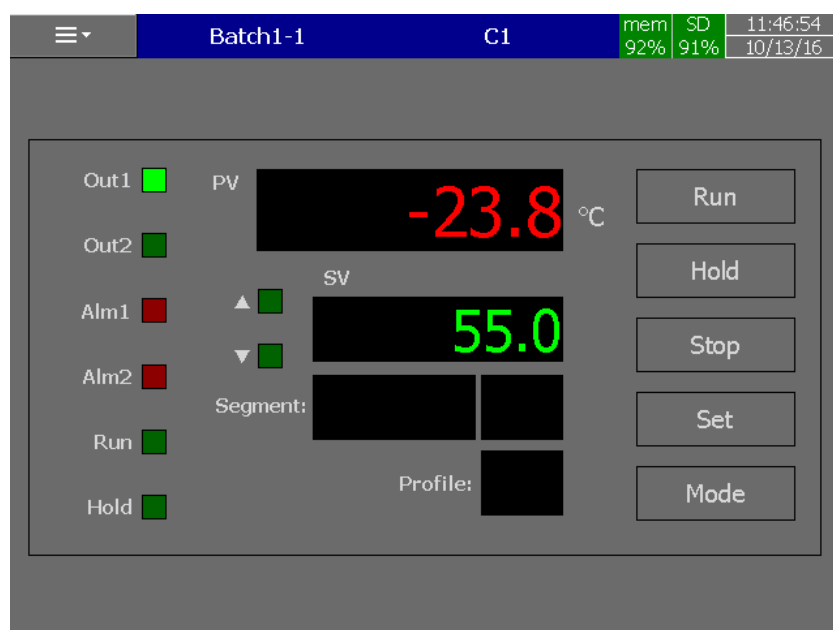 Batch1-1 C1 mem SD 11:46:54
92% 91% 10/13/16
Out1 PV -23.8 °C Run
Out2
SV Hold
Alm1 ▲ 55.0
▼ Stop
Alm2
Segment: Set
Run
Profile: Mode
Hold